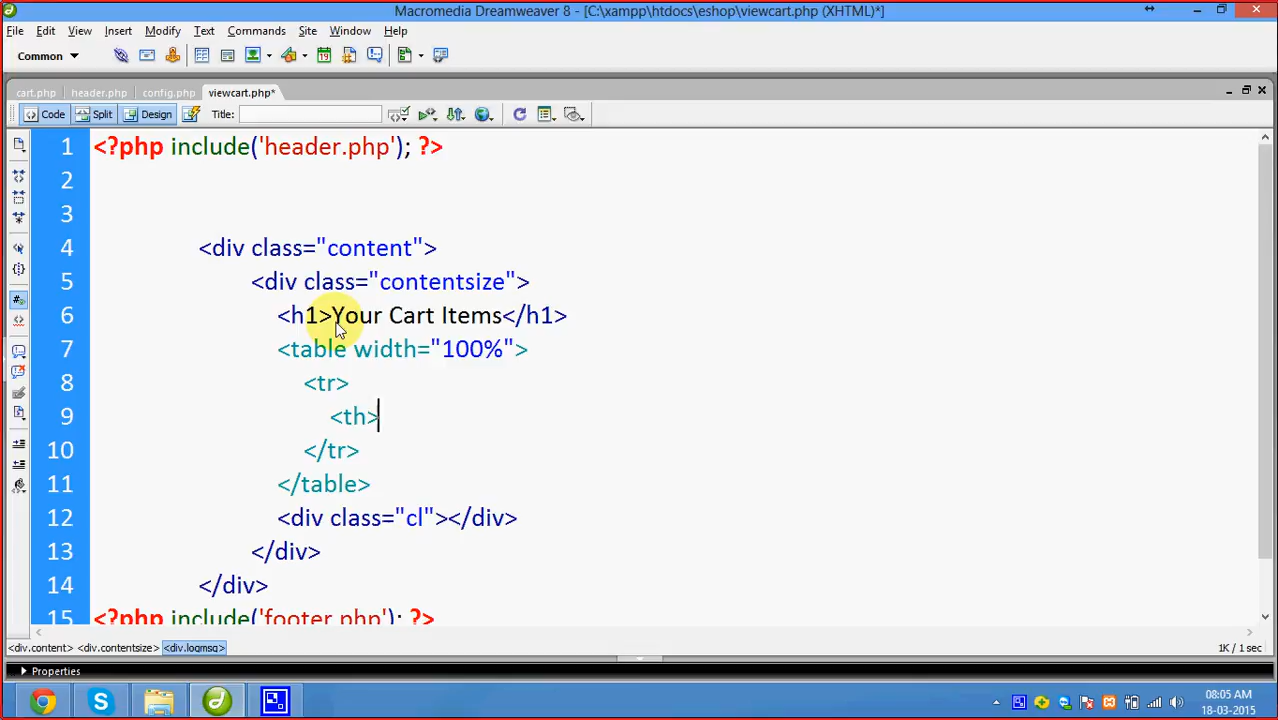 Macromedia Dreamweaver 8 - [C:\xampp\htdocs\eshop\viewcart.php (XHTML)*]
File Edit View Insert Modify Text Commands Site Window Help
Common
cart.php header.php config.php viewcart.php*
Code Split Design Title:
1 <?php include('header.php'); ?>
2
3
4 <div class="content">
5 <div class="contentsize">
6 <h1>Your Cart Items</h1>
7 <table width="100%">
8 <tr>
9 <th>
10 </tr>
11 </table>
12 <div class="cl"></div>
13 </div>
14 </div>
15 <?php include('footer.php'); ?>
<div.content> <div.contentsize> <div.logmsg> 1K / 1 sec
Properties
08:05 AM
18-03-2015